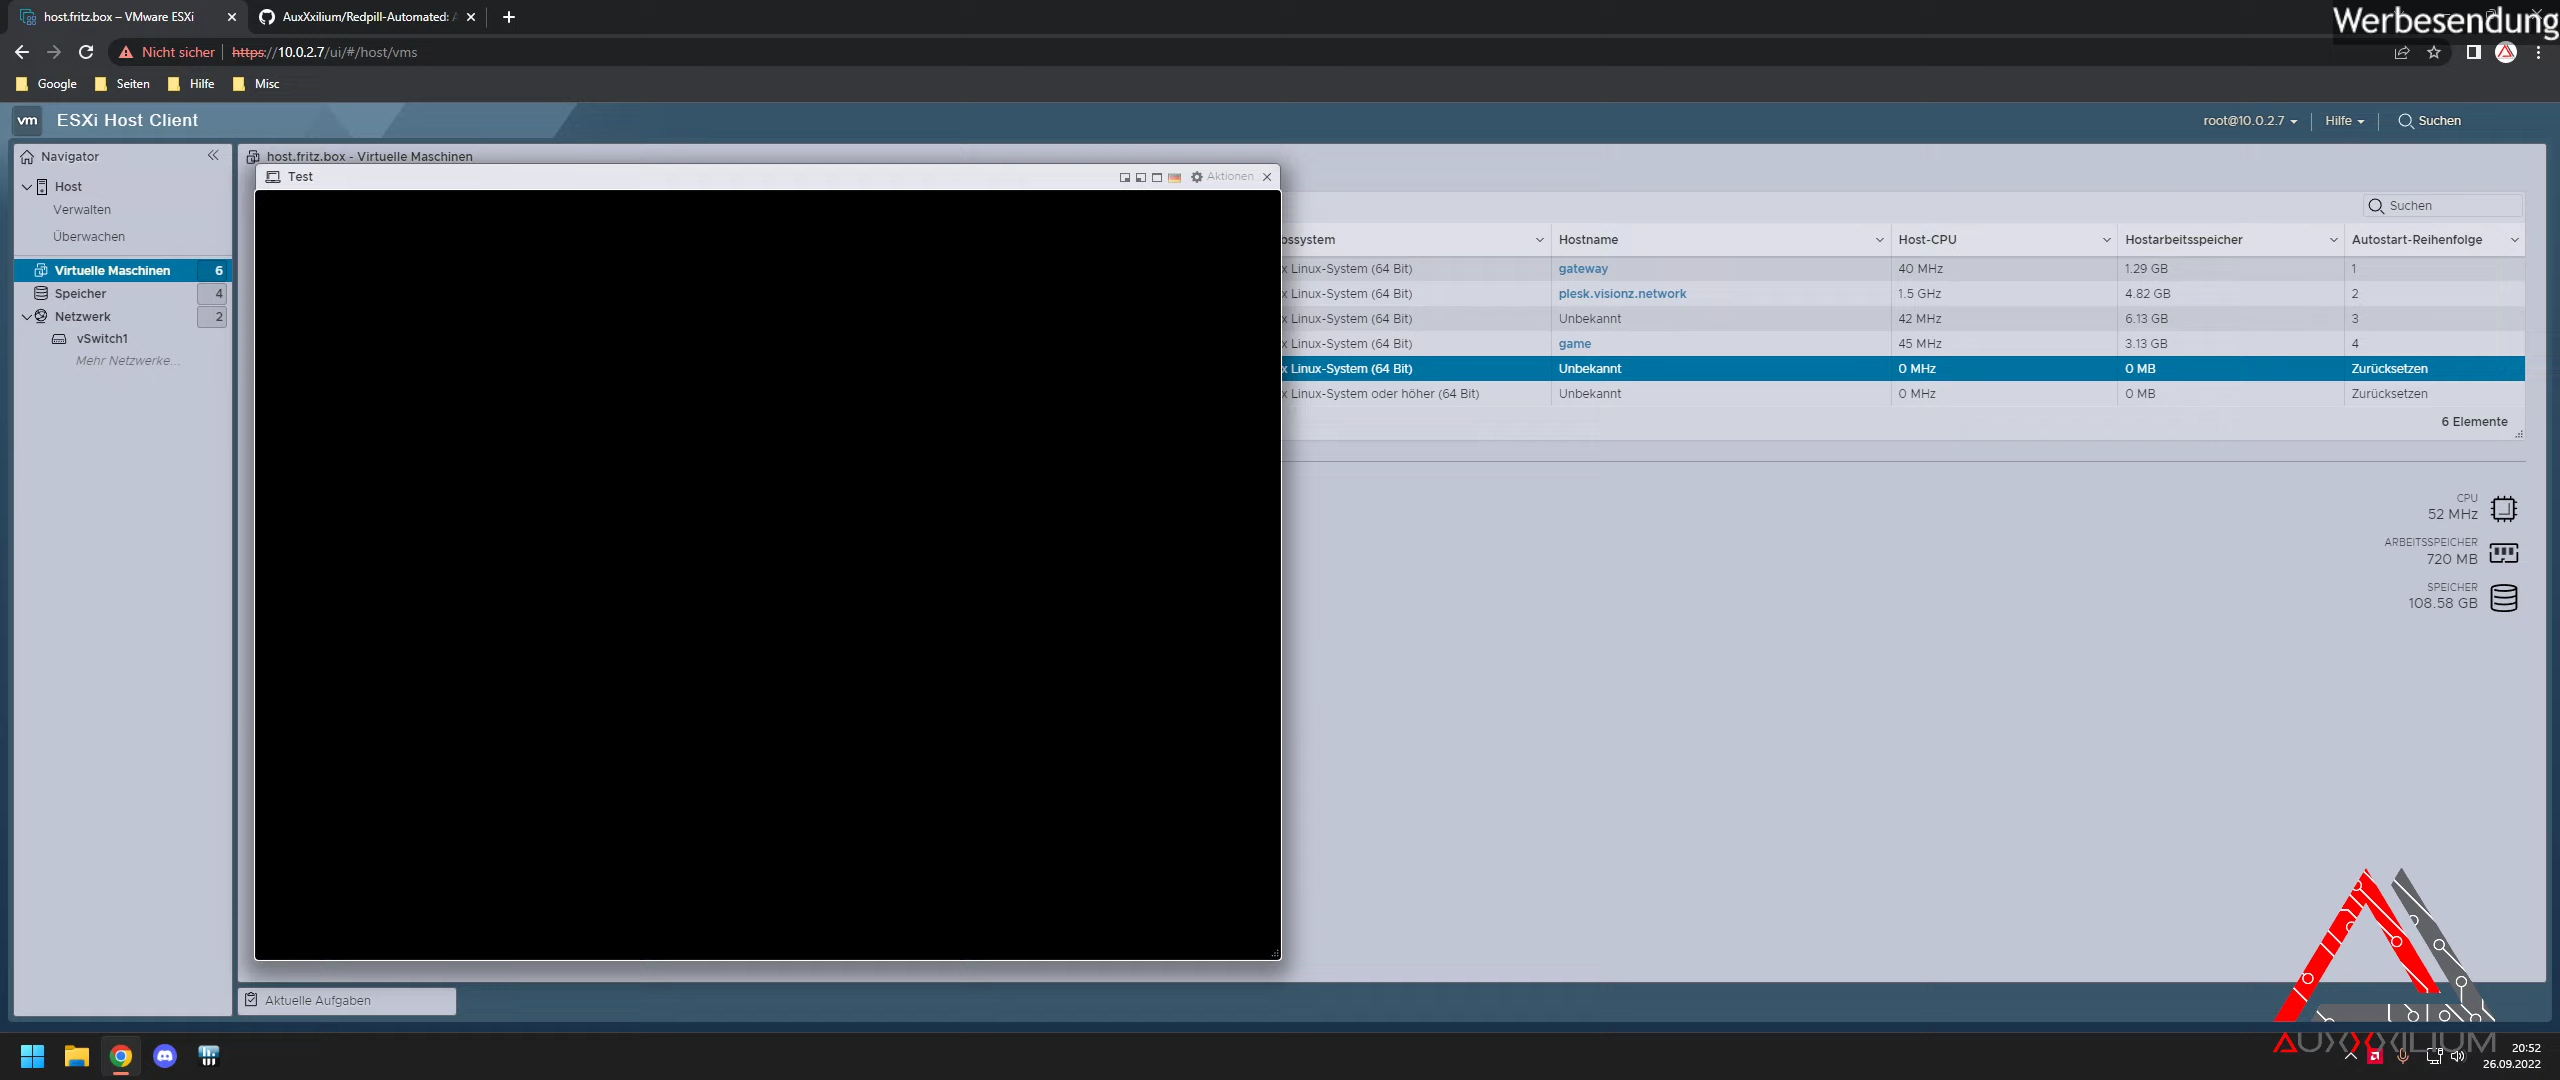 host.fritz.box – VMware ESXi
AuxXxilium/Redpill-Automated:
Werbesendung
Nicht sicher
https://10.0.2.7/ui/#/host/vms
Google
Seiten
Hilfe
Misc
vm
ESXi Host Client
root@10.0.2.7
Hilfe
Suchen
Navigator
host.fritz.box - Virtuelle Maschinen
Test
Aktionen
Host
Verwalten
Überwachen
Virtuelle Maschinen 6
Speicher 4
Netzwerk 2
vSwitch1
Mehr Netzwerke...
Suchen
ossystem Hostname Host-CPU Hostarbeitsspeicher Autostart-Reihenfolge
x Linux-System (64 Bit) gateway 40 MHz 1.29 GB 1
x Linux-System (64 Bit) plesk.visionz.network 1.5 GHz 4.82 GB 2
x Linux-System (64 Bit) Unbekannt 42 MHz 6.13 GB 3
x Linux-System (64 Bit) game 45 MHz 3.13 GB 4
x Linux-System (64 Bit) Unbekannt 0 MHz 0 MB Zurücksetzen
x Linux-System oder höher (64 Bit) Unbekannt 0 MHz 0 MB Zurücksetzen
6 Elemente
CPU
52 MHz
ARBEITSSPEICHER
720 MB
SPEICHER
108.58 GB
Aktuelle Aufgaben
AUXXXILIUM
20:52
26.09.2022